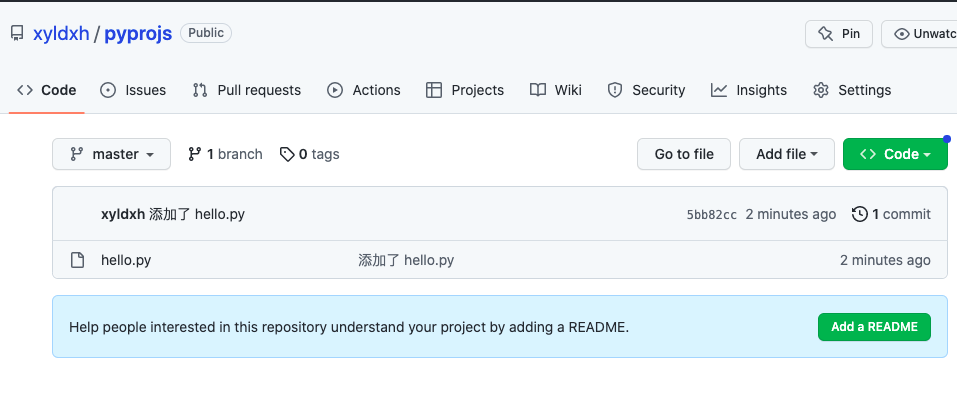 xyldxh / pyprojs Public Pin Unwatc
<> Code Issues Pull requests Actions Projects Wiki Security Insights Settings
master 1 branch 0 tags Go to file Add file <> Code
xyldxh 添加了 hello.py 5bb82cc 2 minutes ago 1 commit
hello.py 添加了 hello.py 2 minutes ago
Help people interested in this repository understand your project by adding a README. Add a README